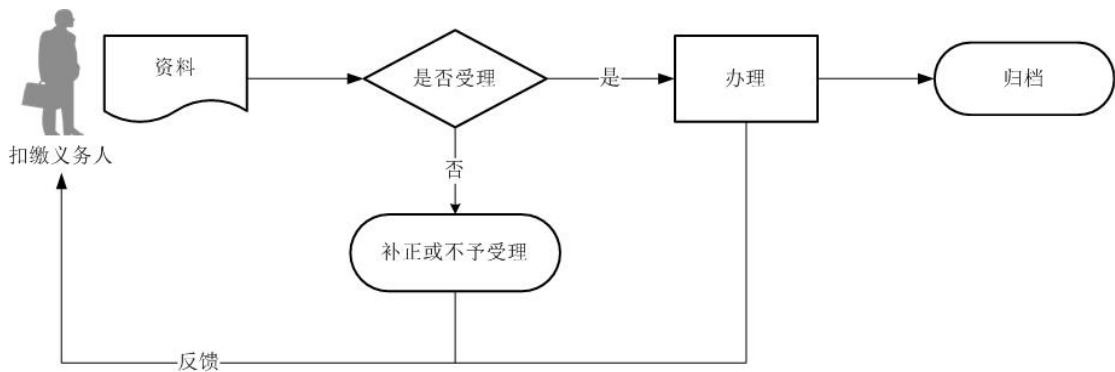 资料
是否受理
是
办理
归档
扣缴义务人
否
补正或不予受理
反馈